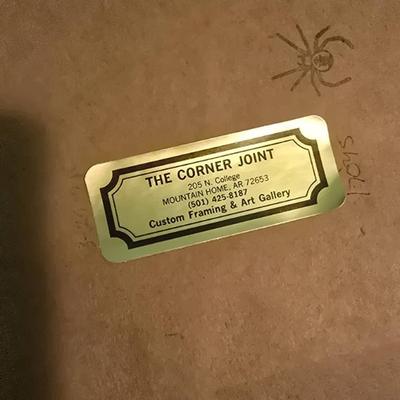 THE CORNER JOINT
205 N. College
MOUNTAIN HOME, AR 72653
(501) 425-8187
Custom Framing & Art Gallery